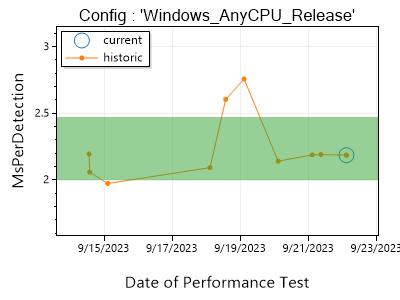 Config : 'Windows_AnyCPU_Release'
current
historic
3
2.5
2
MsPerDetection
9/15/2023
9/17/2023
9/19/2023
9/21/2023
9/23/2023
Date of Performance Test